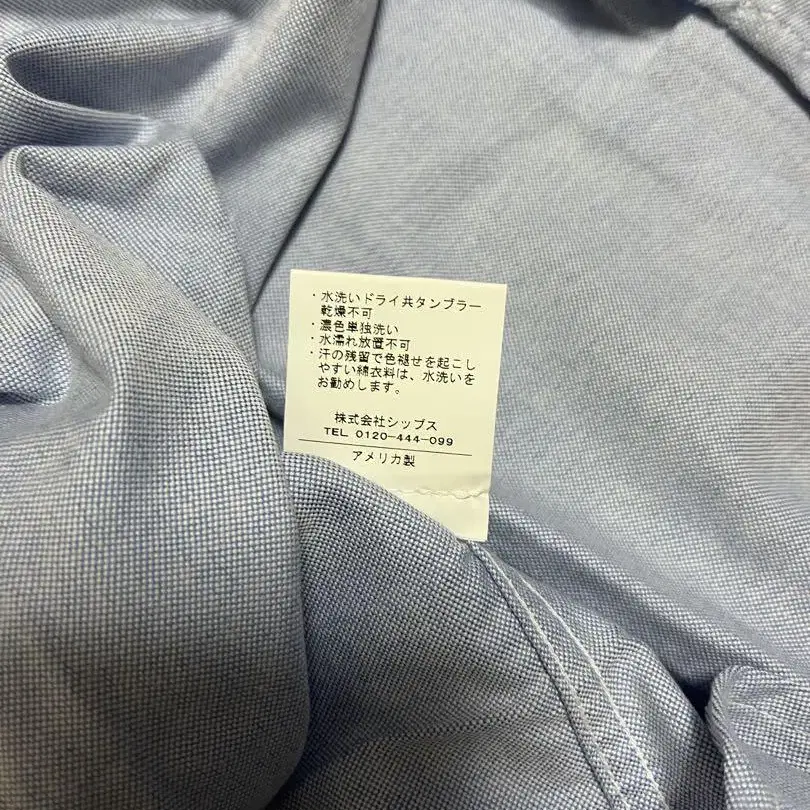 ・水洗いドライ共タンブラー
乾燥不可
・濃色単独洗い
・水濡れ放置不可
・汗の残留で色褪せを起こし
やすい綿衣料は、水洗いを
お勧めします。
株式会社シップス
TEL 0120-444-099
アメリカ製